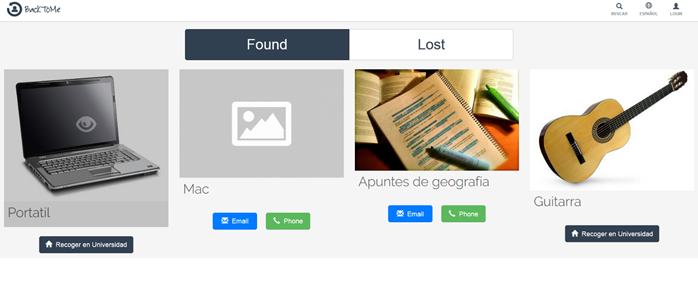 BackToMe
BUSCAR
ESPAÑOL
LOGIN
Found
Lost
Portatil
Recoger en Universidad
Mac
Email
Phone
Apuntes de geografia
Email
Phone
Guitarra
Recoger en Universidad